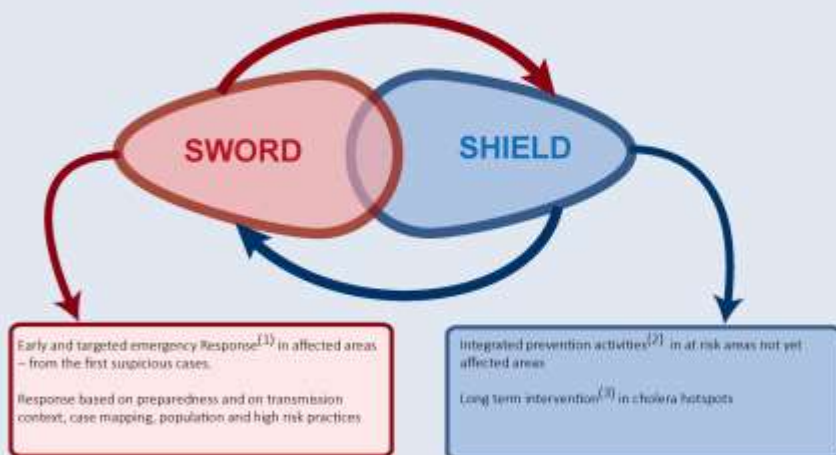 SWORD
SHIELD
Early and targeted emergency Response(1) in affected areas
– from the first suspicious cases.
Response based on preparedness and on transmission
context, case mapping, population and high risk practices
Integrated prevention activities(2) in at risk areas not yet
affected areas
Long term intervention(3) in cholera hotspots